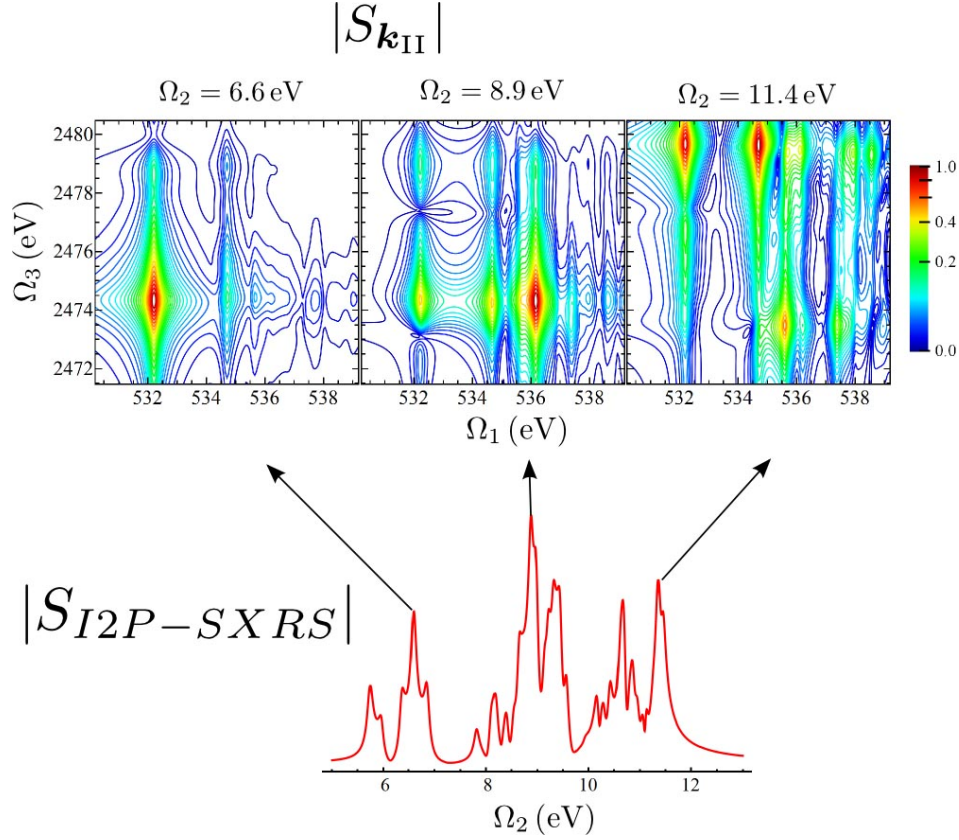 |S_{k_{II}}|
Ω₂ = 6.6 eV
Ω₂ = 8.9 eV
Ω₂ = 11.4 eV
2480
2478
2476
2474
2472
Ω₃ (eV)
532 534 536 538
532 534 536 538
532 534 536 538
Ω₁ (eV)
1.0
0.4
0.2
0.0
|S_{I2P−SXRS}|
6 8 10 12
Ω₂ (eV)